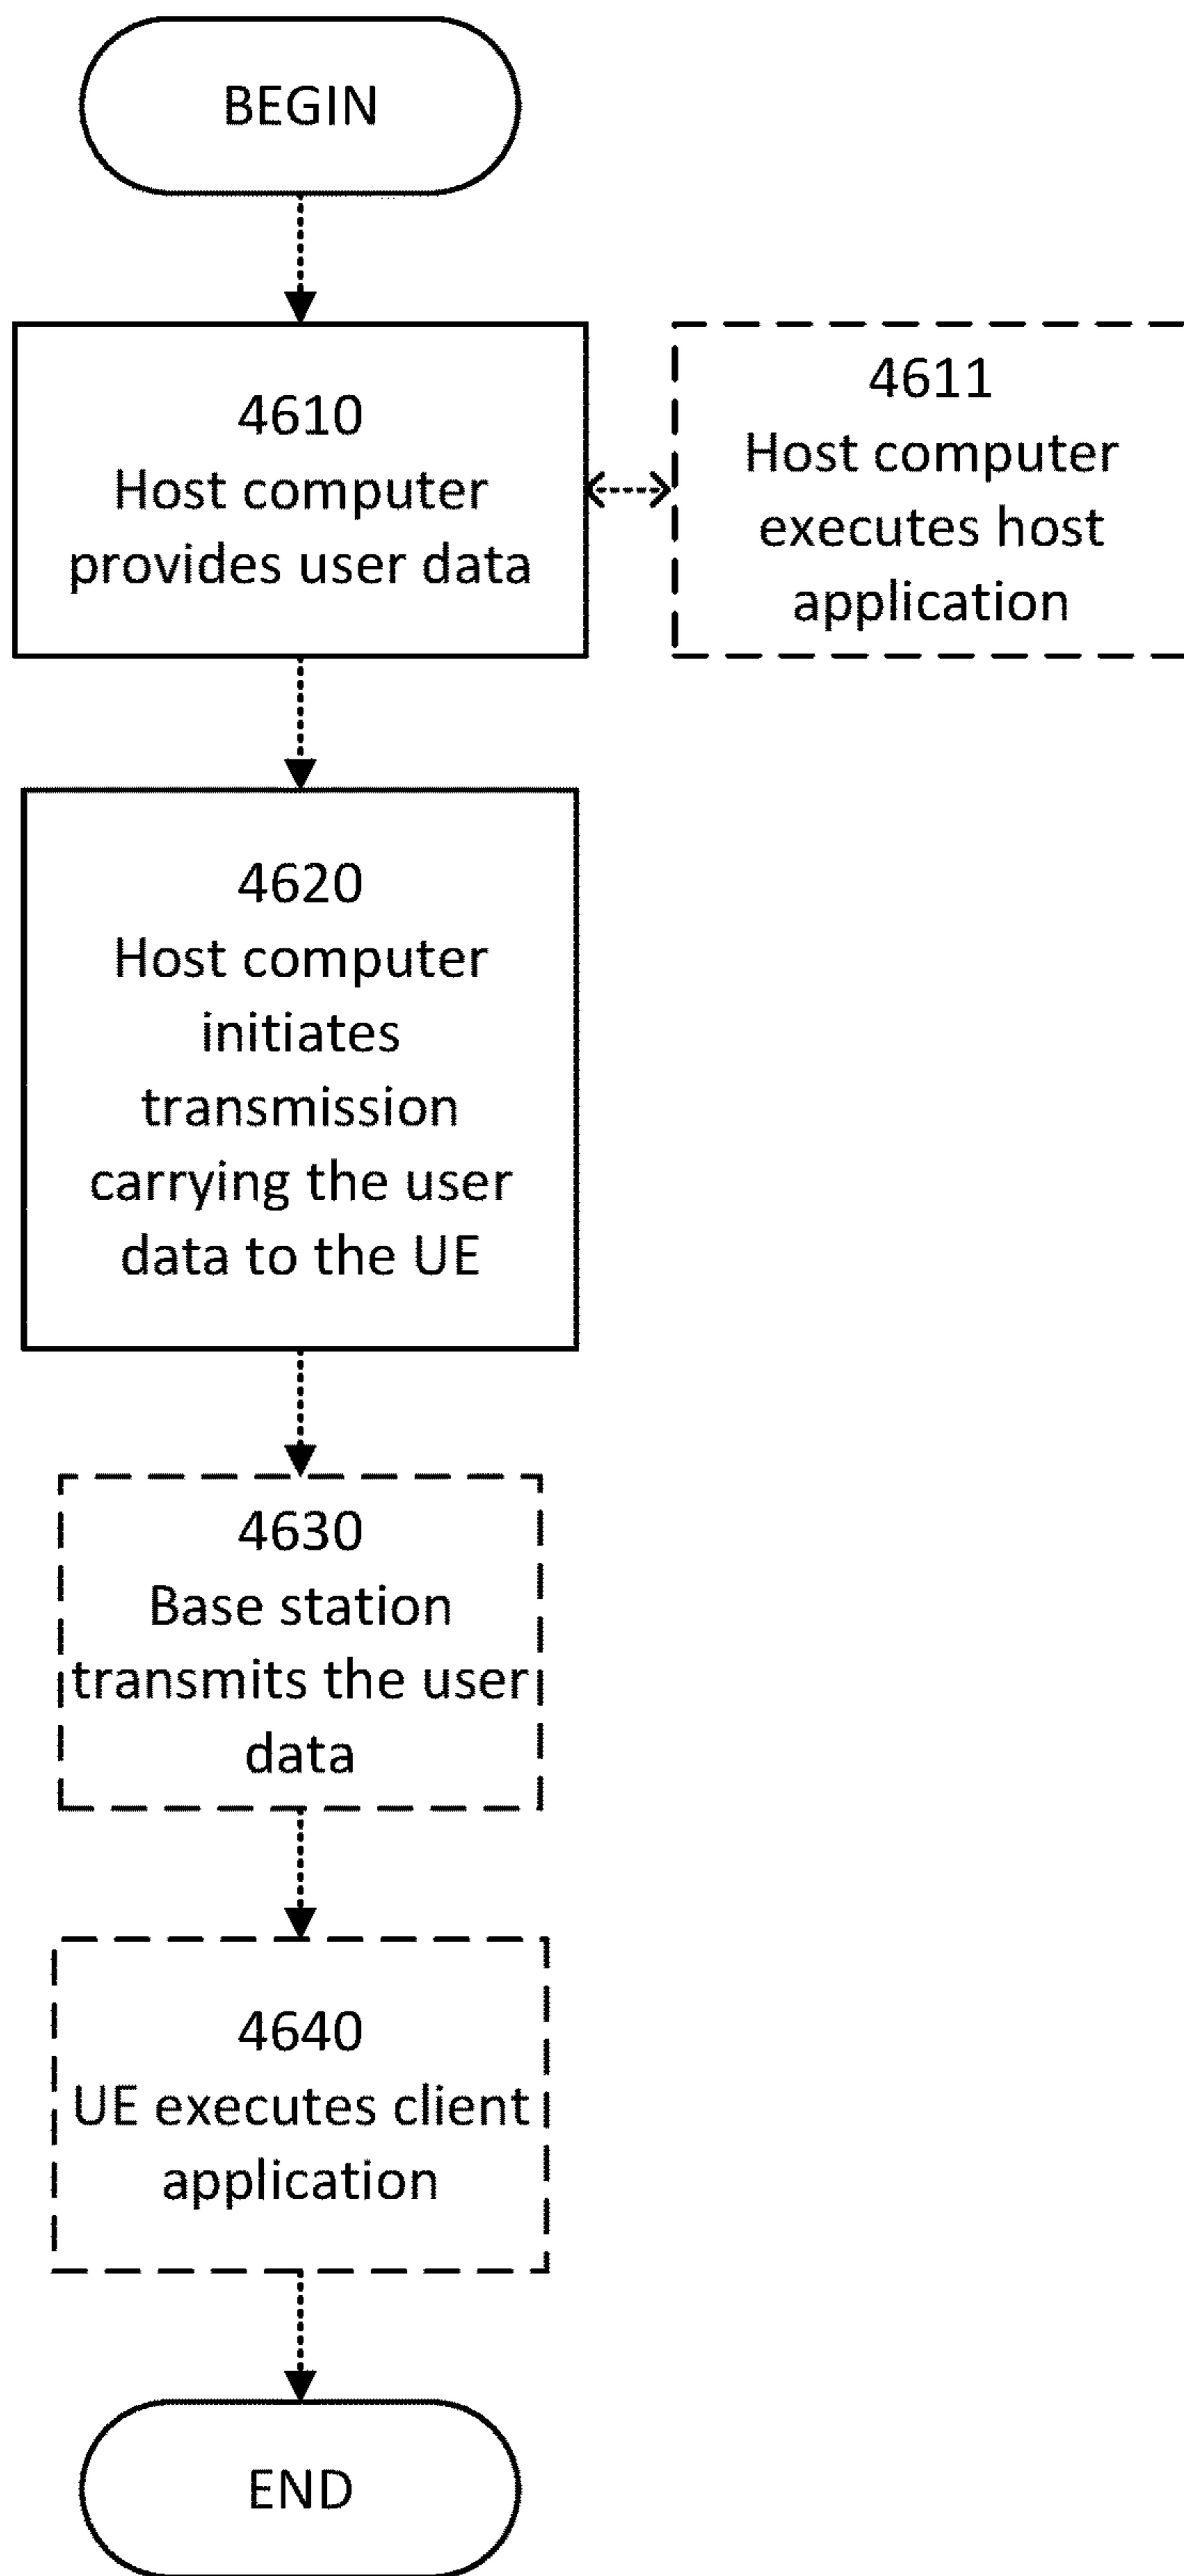 BEGIN
4610
Host computer
provides user data
4611
Host computer
executes host
application
4620
Host computer
initiates
transmission
carrying the user
data to the UE
4630
Base station
transmits the user
data
4640
UE executes client
application
END